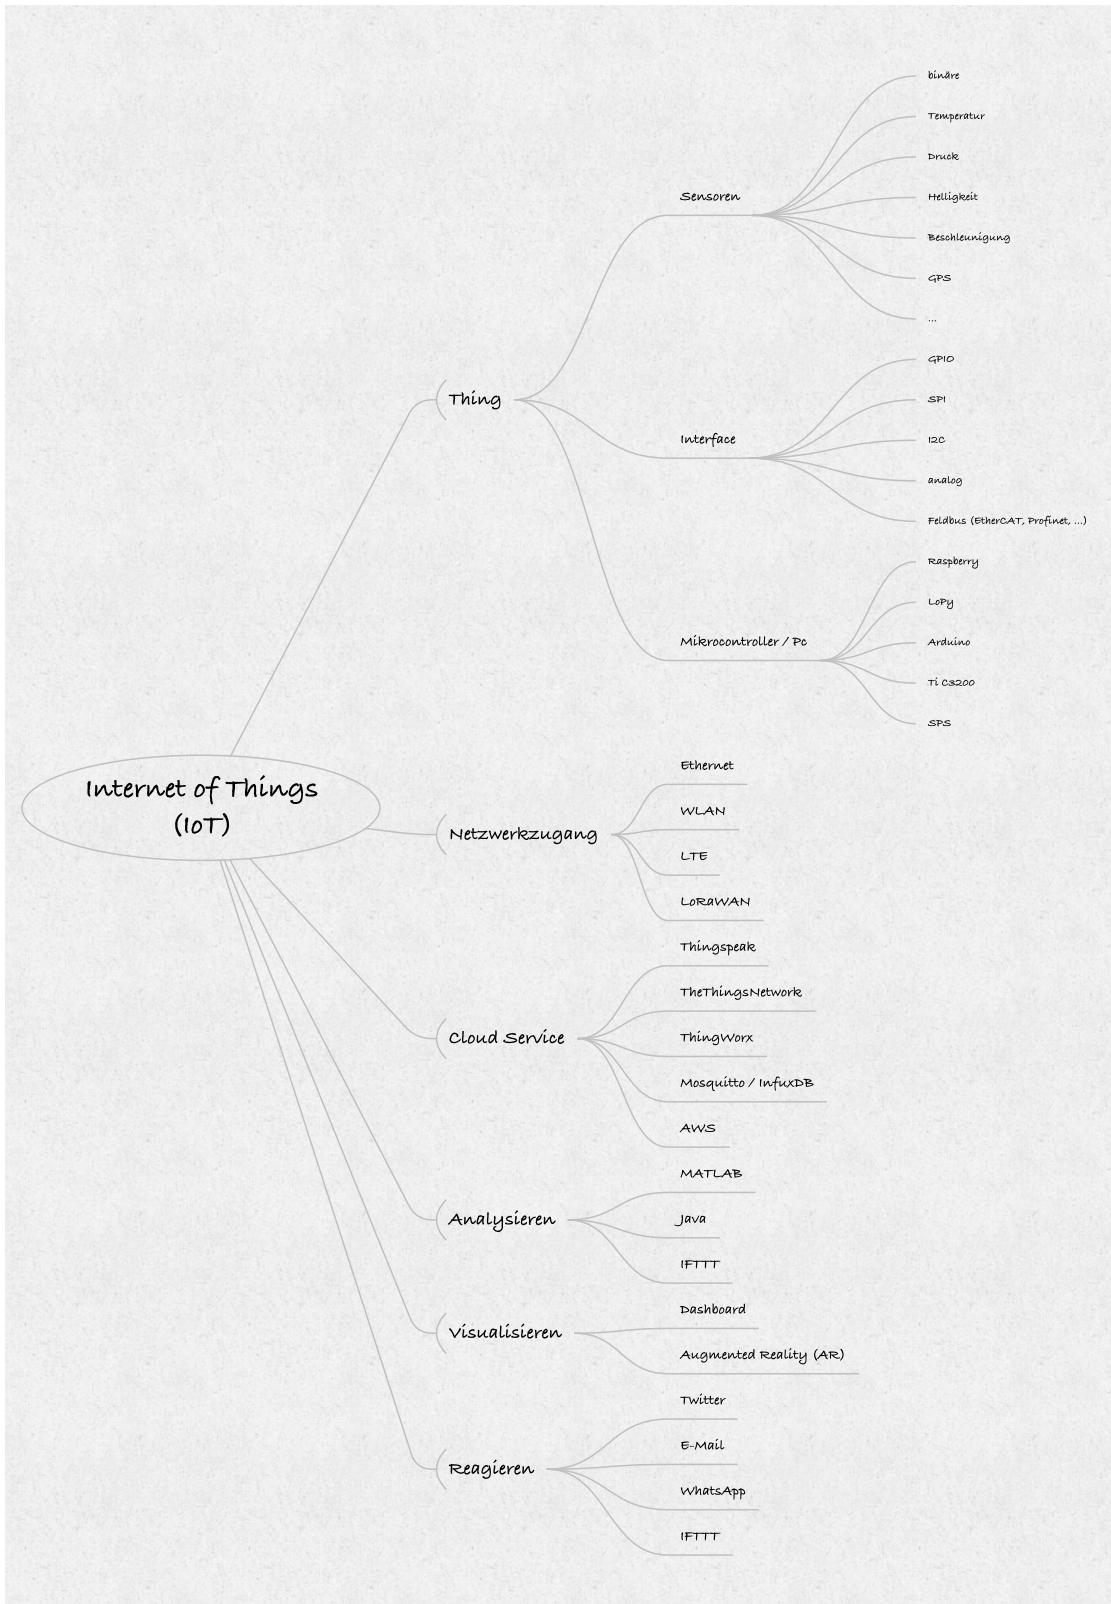 Internet of Things
(IoT)
Thing
Sensoren
binäre
Temperatur
Druck
Helligkeit
Beschleunigung
GPS
...
Interface
GPIO
SPI
I2C
analog
Feldbus (EtherCAT, Profinet, ...)
Mikrocontroller / Pc
Raspberry
LoPy
Arduino
Ti C3200
SPS
Netzwerkzugang
Ethernet
WLAN
LTE
LoRaWAN
Cloud Service
Thingspeak
TheThingsNetwork
ThingWorx
Mosquitto / InfuxDB
AWS
Analysieren
MATLAB
Java
IFTTT
Visualisieren
Dashboard
Augmented Reality (AR)
Reagieren
Twitter
E-Mail
WhatsApp
IFTTT